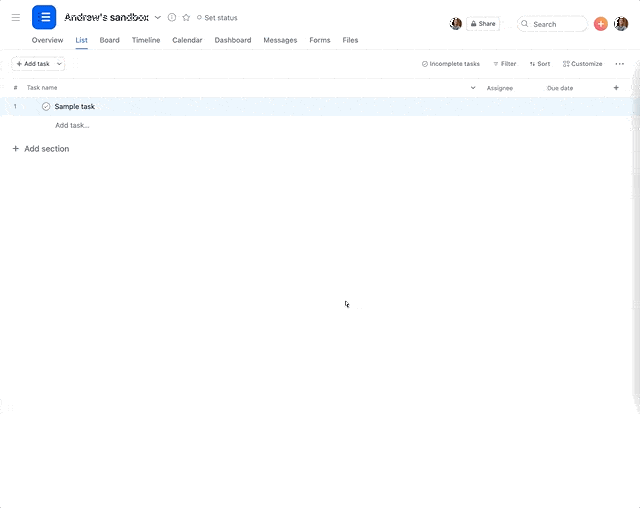 Andrew's sandbox Set status
Share Search
Overview List Board Timeline Calendar Dashboard Messages Forms Files
+ Add task Incomplete tasks Filter Sort Customize ...
# Task name Assignee Due date +
1 Sample task
Add task...
+ Add section